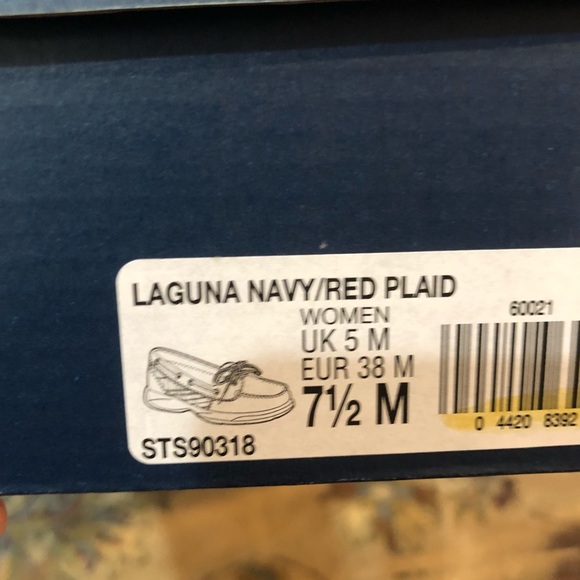 LAGUNA NAVY/RED PLAID
WOMEN
UK 5 M
EUR 38 M
7½ M
STS90318
60021
0 4420 8392